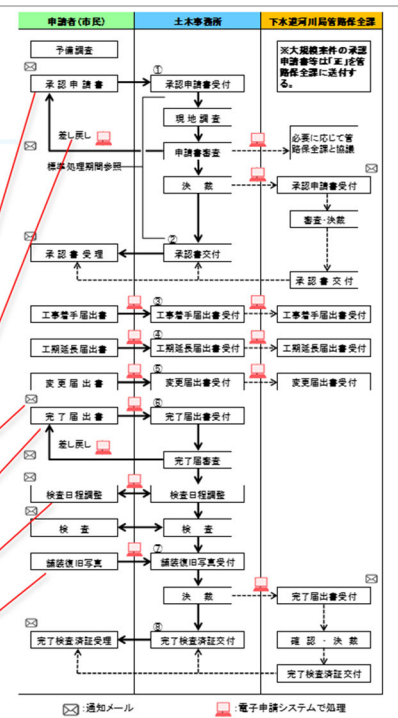 申請者(市民)
土木事務所
下水道河川局管路保全課
予備調査
※大規模案件の承認
申請書等は「正」を管
路保全課に送付す
る。
①
承認申請書
承認申請書受付
現地調査
差し戻し
申請書審査
必要に応じて管
路保全課と協議
標準処理期間参照
決裁
承認申請書受付
審査・決裁
②
承認書受理
承認書交付
承認書交付
③
工事着手届出書
工事着手届出書受付
工事着手届出書
④
工期延長届出書
工期延長届出書受付
工期延長届出書受付
⑤
変更届出書
変更届出書受付
変更届出書受付
⑥
完了届出書
完了届出書受付
差し戻し
完了届審査
検査日程調整
検査日程調整
検査
検査
⑦
舗装復旧写真
舗装復旧写真受付
決裁
完了届出書受付
⑧
完了検査済証受理
完了検査済証交付
確認・決裁
完了検査済証交付
:通知メール
:電子申請システムで処理